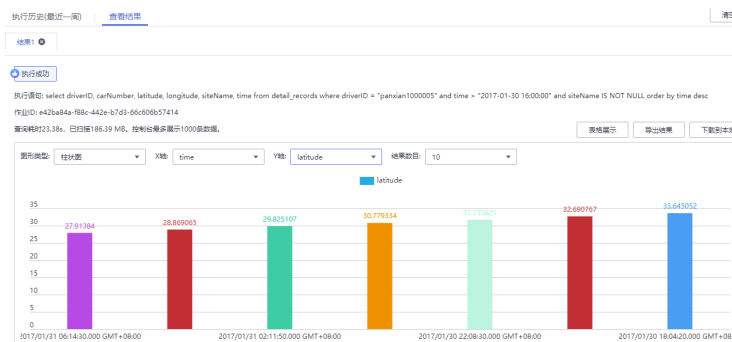 执行历史(最近一周) 查看结果
结果1
执行成功
执行语句: select driverID, carNumber, latitude, longitude, siteName, time from detail_records where driverID = "panxian1000005" and time > "2017-01-30 16:00:00" and siteName IS NOT NULL order by time desc
作业ID: e42ba84a-f88c-442e-b7d3-66c606b57414
查询耗时23.38s，已扫描186.39 MB。控制台最多展示1000条数据。
表格展示 导出结果
图形类型: 柱状图 X轴: time Y轴: latitude 结果数目: 10
latitude
35
30
25
20
15
10
5
0
27.91384 28.869065 29.825107 30.779334 31.735823 32.690767 33.645052
2017/01/31 06:14:30.000 GMT+08:00 2017/01/31 02:11:50.000 GMT+08:00 2017/01/30 22:08:30.000 GMT+08:00 2017/01/30 18:04:20.000 GMT+08